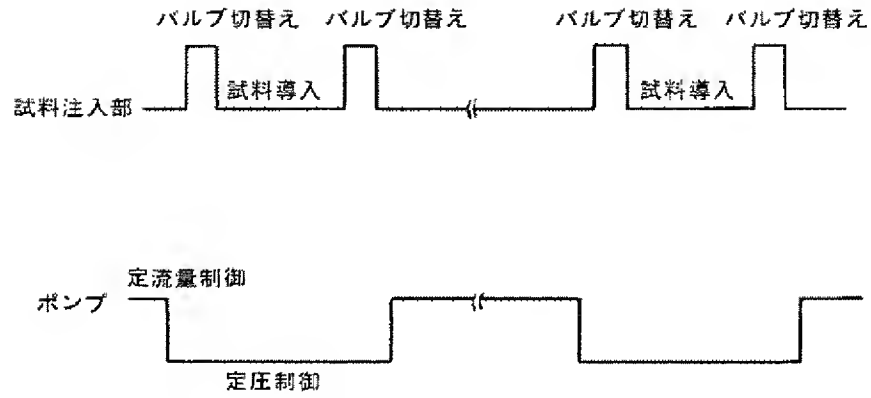 バルブ切替え バルブ切替え バルブ切替え バルブ切替え
試料導入 試料導入
試料注入部
定流量制御
ポンプ
定圧制御